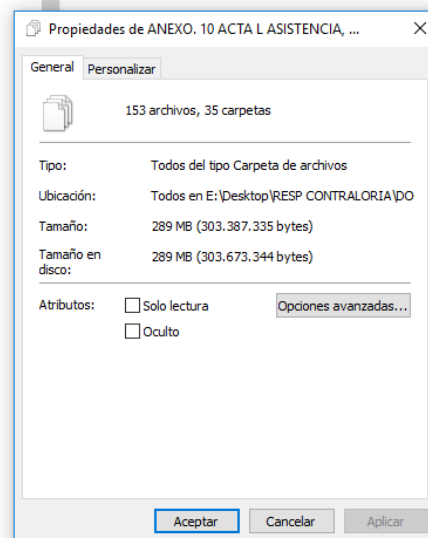 Propiedades de ANEXO. 10 ACTA L ASISTENCIA, ...
General Personalizar
153 archivos, 35 carpetas
Tipo: Todos del tipo Carpeta de archivos
Ubicación: Todos en E:\Desktop\RESP CONTRALORIA\DO
Tamaño: 289 MB (303.387.335 bytes)
Tamaño en disco: 289 MB (303.673.344 bytes)
Atributos: Solo lectura Opciones avanzadas...
Oculto
Aceptar Cancelar Aplicar